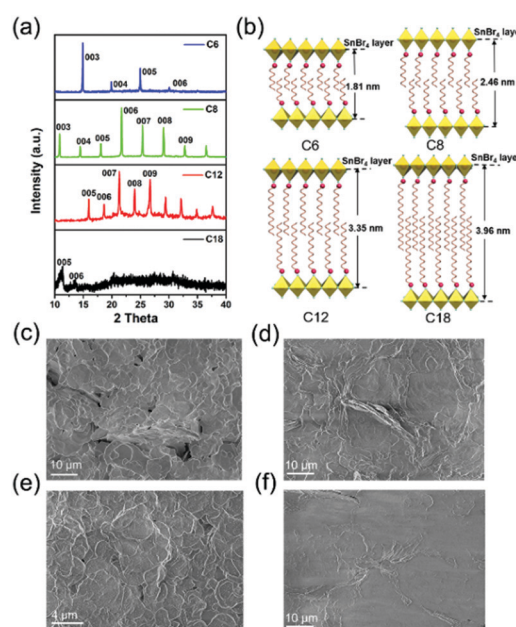 (a)
C6
003
004
005
006
C8
003
004
005
006
007
008
009
C12
005
006
007
008
009
C18
005
006
Intensity (a.u.)
10 15 20 25 30 35 40
2 Theta
(b)
SnBr₄ layer
1.81 nm
C6
SnBr₄ layer
2.46 nm
C8
SnBr₄ layer
3.35 nm
C12
SnBr₄ layer
3.96 nm
C18
(c)
10 µm
(d)
10 µm
(e)
4 µm
(f)
10 µm